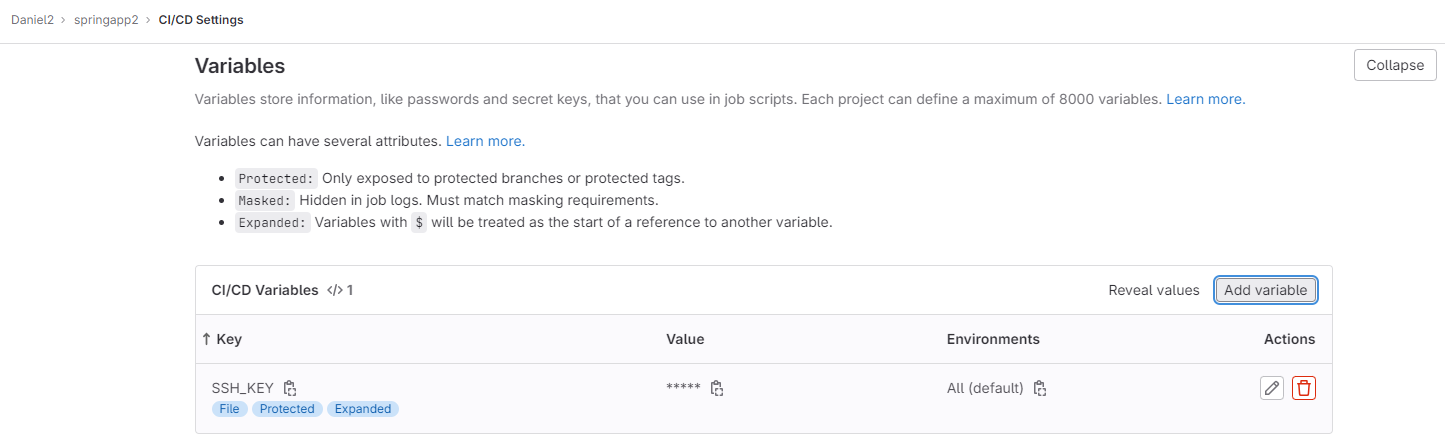 Daniel2 › springapp2 › CI/CD Settings
Variables
Collapse
Variables store information, like passwords and secret keys, that you can use in job scripts. Each project can define a maximum of 8000 variables. Learn more.
Variables can have several attributes. Learn more.
• Protected: Only exposed to protected branches or protected tags.
• Masked: Hidden in job logs. Must match masking requirements.
• Expanded: Variables with $ will be treated as the start of a reference to another variable.
CI/CD Variables </> 1 Reveal values Add variable
↑ Key Value Environments Actions
SSH_KEY ***** All (default)
File Protected Expanded